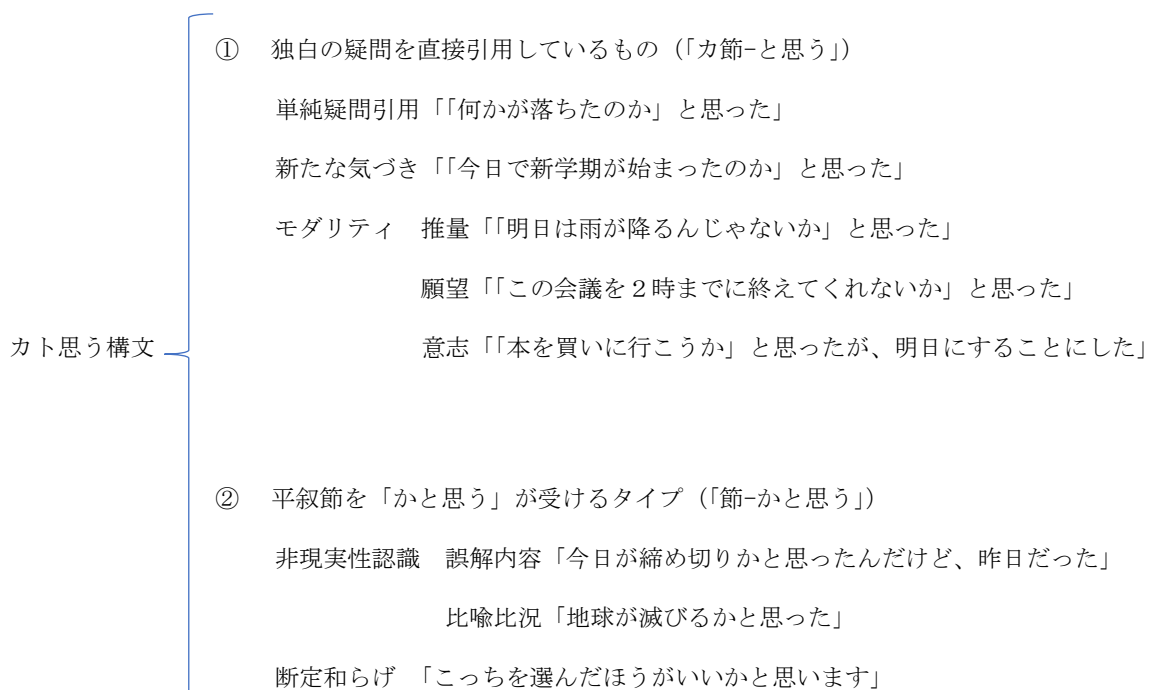 ① 独白の疑問を直接引用しているもの（「カ節−と思う」）
単純疑問引用「「何かが落ちたのか」と思った」
新たな気づき「「今日で新学期が始まったのか」と思った」
モダリティ 推量「「明日は雨が降るんじゃないか」と思った」
願望「「この会議を２時までに終えてくれないか」と思った」
カト思う構文
意志「「本を買いに行こうか」と思ったが、明日にすることにした」
② 平叙節を「かと思う」が受けるタイプ（「節−かと思う」）
非現実性認識 誤解内容「今日が締め切りかと思ったんだけど、昨日だった」
比喩比況「地球が滅びるかと思った」
断定和らげ 「こっちを選んだほうがいいかと思います」